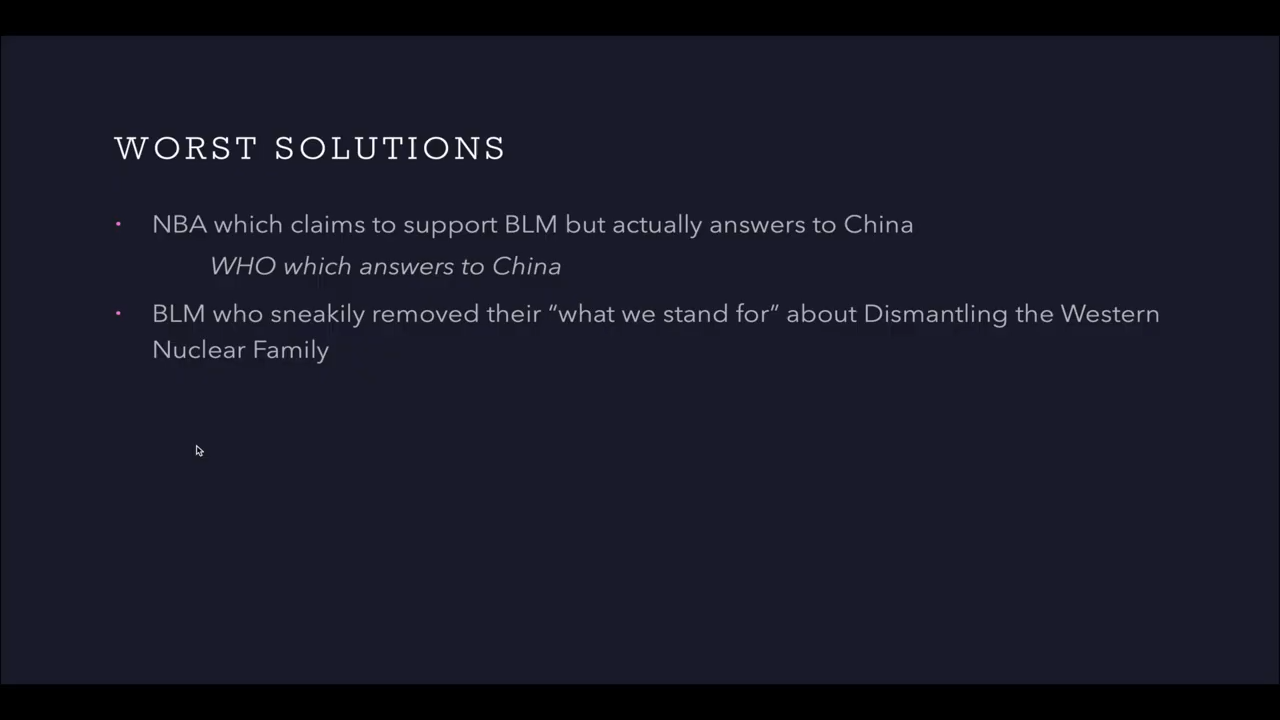 WORST SOLUTIONS
• NBA which claims to support BLM but actually answers to China
WHO which answers to China
• BLM who sneakily removed their “what we stand for” about Dismantling the Western
Nuclear Family